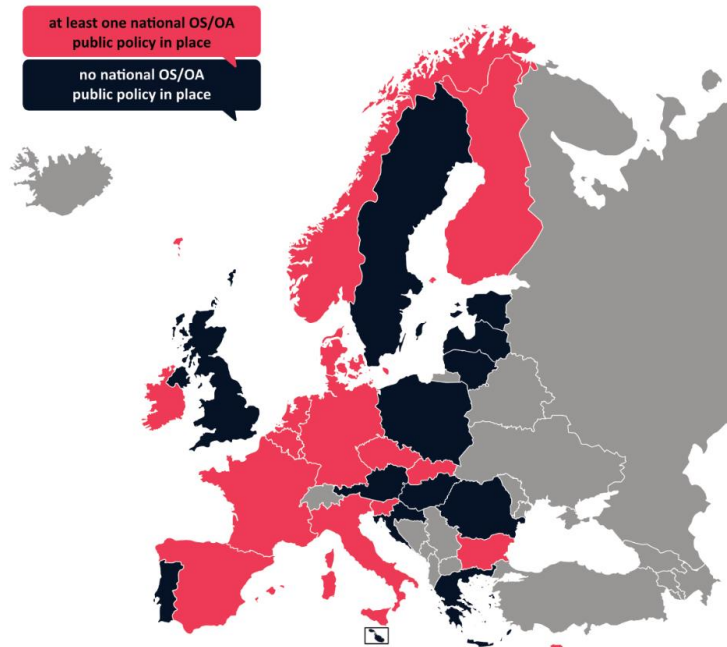 at least one national OS/OA
public policy in place
no national OS/OA
public policy in place